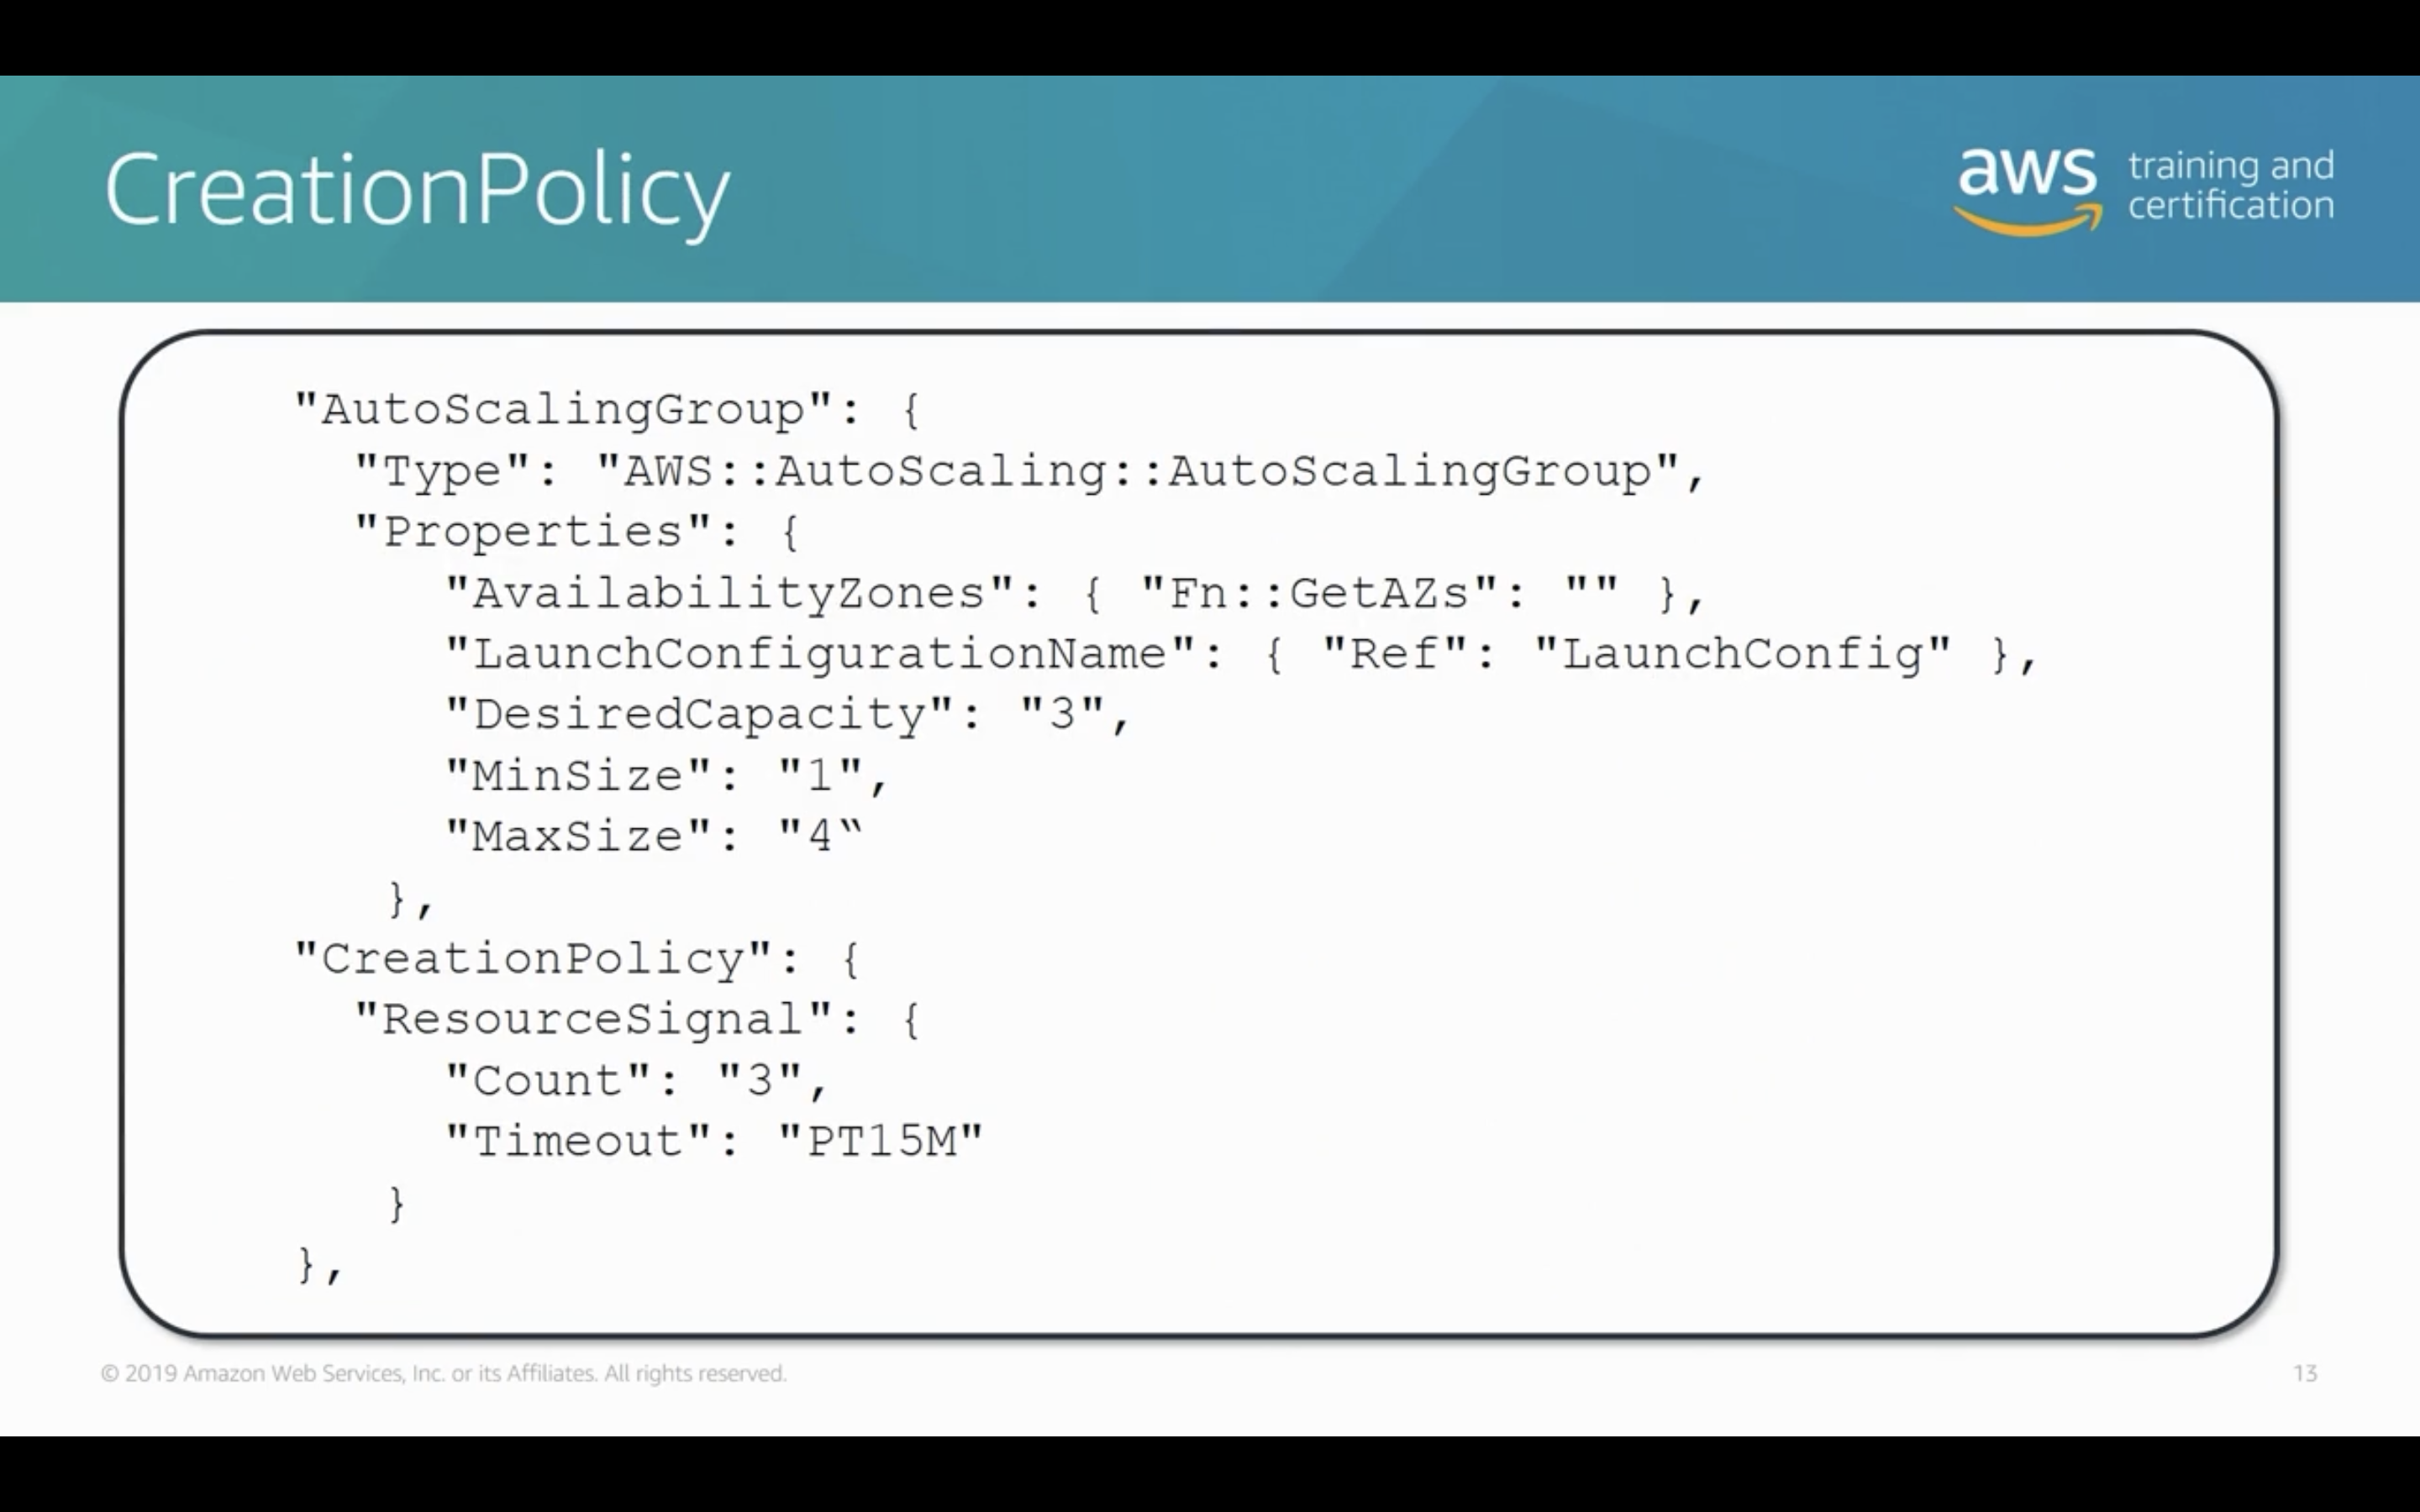 CreationPolicy
aws training and
certification
"AutoScalingGroup": {
"Type": "AWS::AutoScaling::AutoScalingGroup",
"Properties": {
"AvailabilityZones": { "Fn::GetAZs": "" },
"LaunchConfigurationName": { "Ref": "LaunchConfig" },
"DesiredCapacity": "3",
"MinSize": "1",
"MaxSize": "4‟
},
"CreationPolicy": {
"ResourceSignal": {
"Count": "3",
"Timeout": "PT15M"
}
},
© 2019 Amazon Web Services, Inc. or its Affiliates. All rights reserved.
13